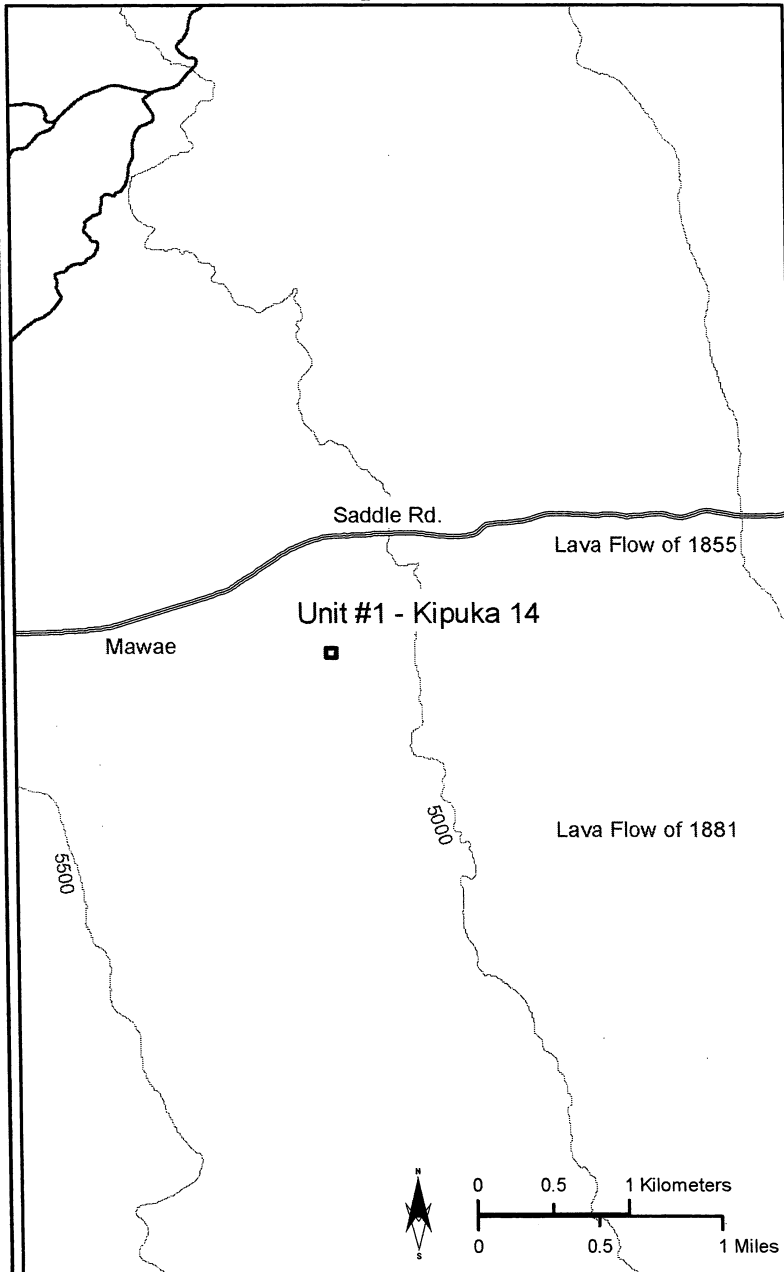 Saddle Rd.
Lava Flow of 1855
Unit #1 - Kipuka 14
Mawae
5000
Lava Flow of 1881
5500
N
0 0.5 1 Kilometers
S
0 0.5 1 Miles